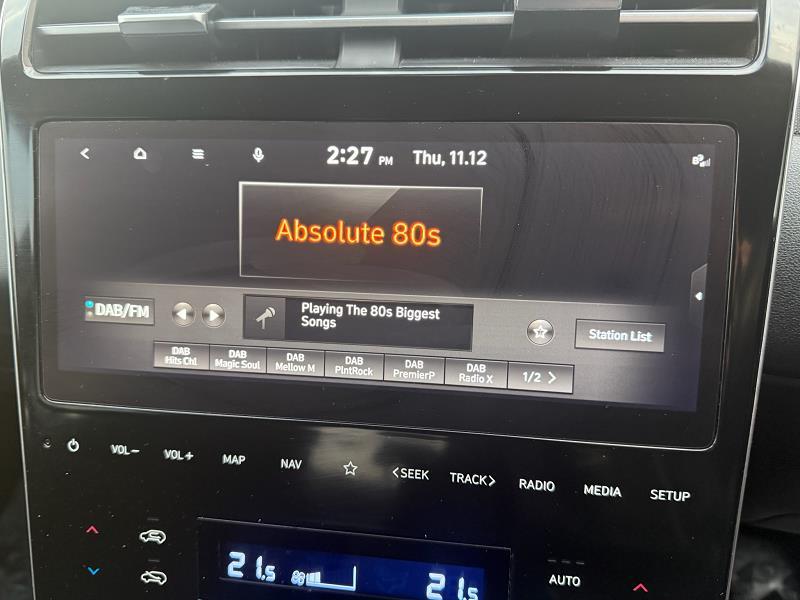 2:27 PM Thu, 11.12
Absolute 80s
DAB/FM
Playing The 80s Biggest
Songs
Station List
DAB
Hits Chl
DAB
Magic Soul
DAB
Mellow M
DAB
PlntRock
DAB
PremierP
DAB
Radio X
1/2 >
VOL- VOL+ MAP NAV <SEEK TRACK> RADIO MEDIA SETUP
21.5 21.5
AUTO